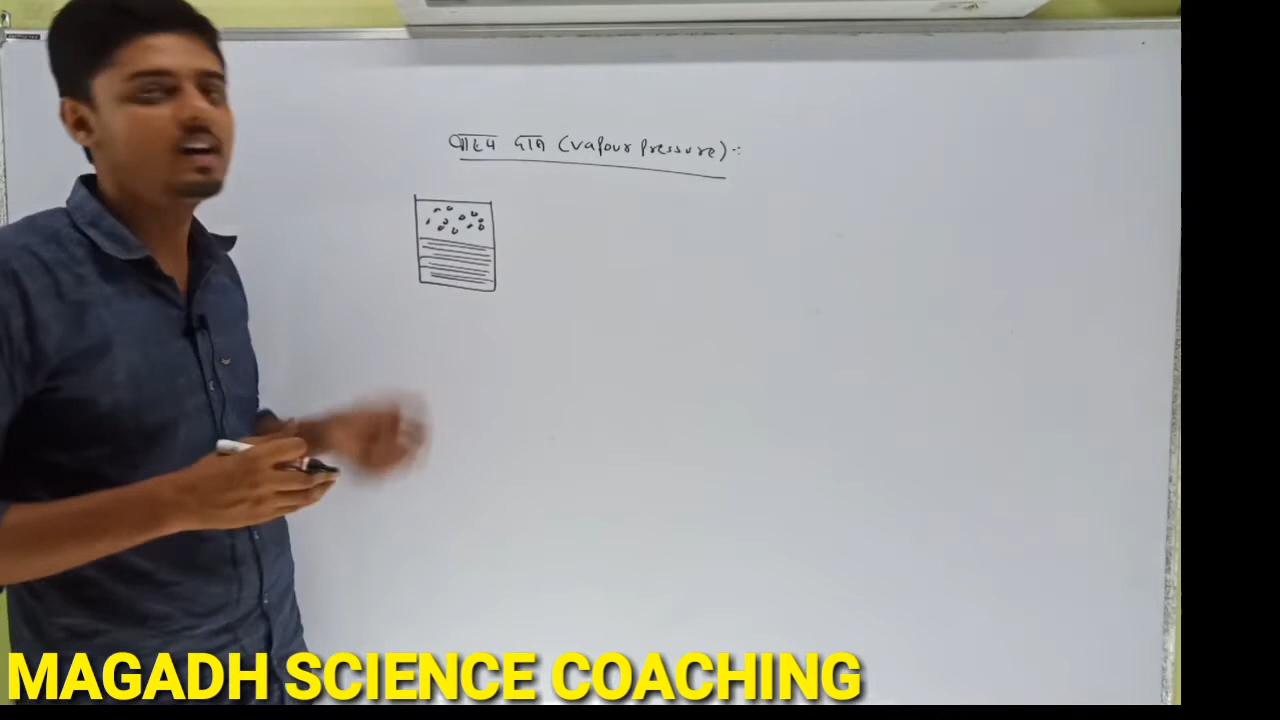 वाष्प दाब (Vapour pressure) :-
MAGADH SCIENCE COACHING